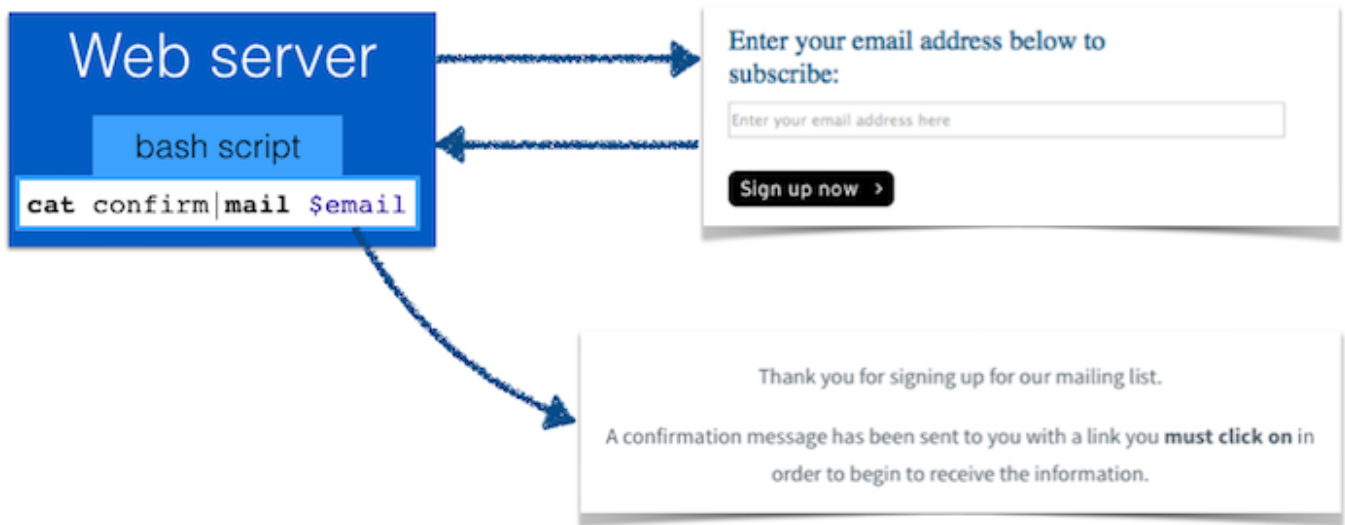 Web server
bash script
cat confirm|mail $email
Enter your email address below to
subscribe:
Enter your email address here
Sign up now >
Thank you for signing up for our mailing list.
A confirmation message has been sent to you with a link you must click on in
order to begin to receive the information.